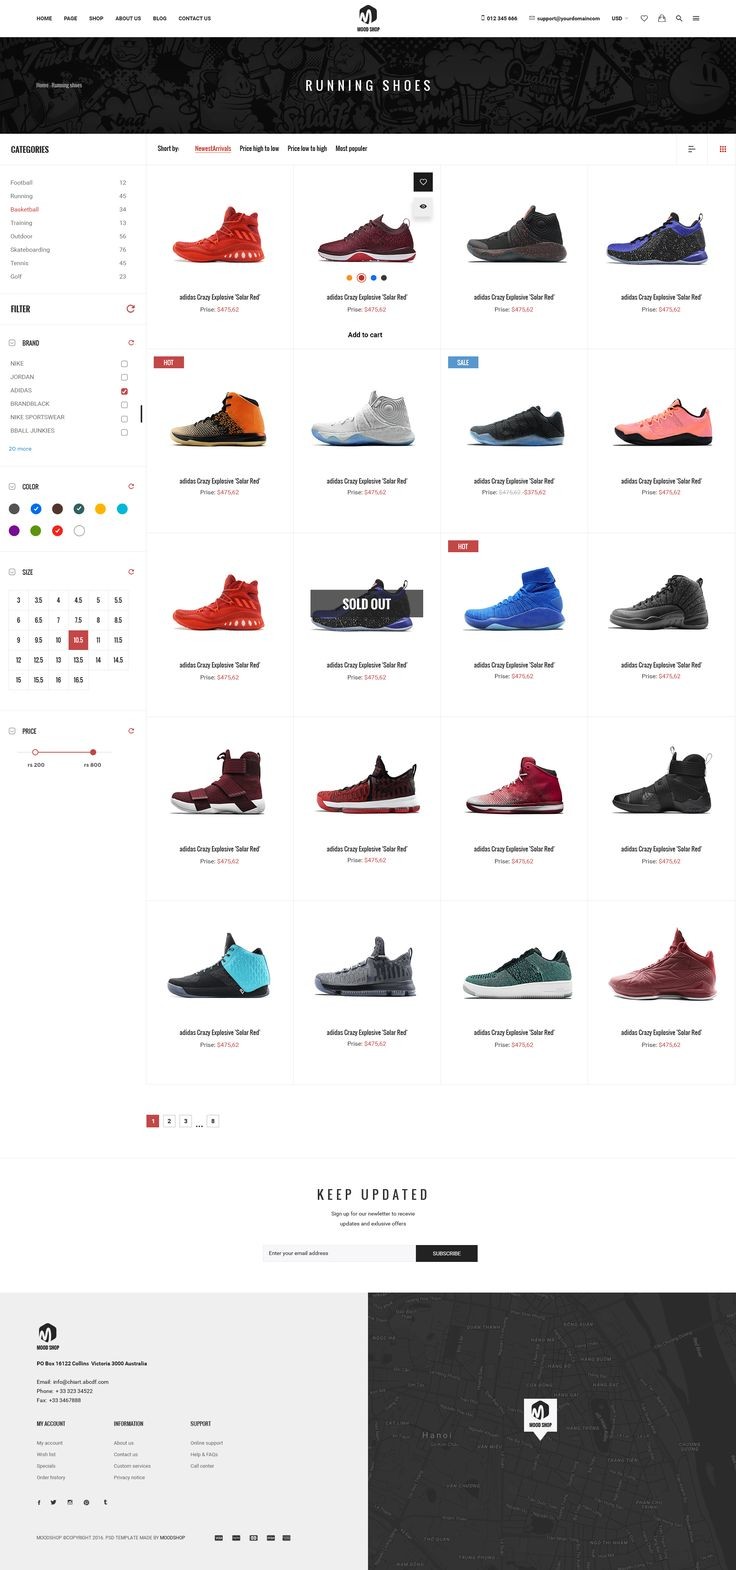 HOME PAGE SHOP ABOUT US BLOG CONTACT US
MOOD SHOP
012 345 666 support@yourdomaincom USD
Home - Running shoes
RUNNING SHOES
CATEGORIES
Football 12
Running 45
Basketball 34
Training 13
Outdoor 56
Skateboarding 76
Tennis 45
Golf 23
FILTER
BRAND
NIKE
JORDAN
ADIDAS
BRANDBLACK
NIKE SPORTSWEAR
BBALL JUNKIES
20 more
COLOR
SIZE
3 3.5 4 4.5 5 5.5
6 6.5 7 7.5 8 8.5
9 9.5 10 10.5 11 11.5
12 12.5 13 13.5 14 14.5
15 15.5 16 16.5
PRICE
rs 200 rs 800
Short by: NewestArrivals Price high to low Price low to high Most populer
adidas Crazy Explosive 'Solar Red' adidas Crazy Explosive 'Solar Red' adidas Crazy Explosive 'Solar Red' adidas Crazy Explosive 'Solar Red'
Prise: $475,62 Prise: $475,62 Prise: $475,62 Prise: $475,62
Add to cart
HOT SALE
adidas Crazy Explosive 'Solar Red' adidas Crazy Explosive 'Solar Red' adidas Crazy Explosive 'Solar Red' adidas Crazy Explosive 'Solar Red'
Prise: $475,62 Prise: $475,62 Prise: $475,62 -$375,62 Prise: $475,62
HOT
SOLD OUT
adidas Crazy Explosive 'Solar Red' adidas Crazy Explosive 'Solar Red' adidas Crazy Explosive 'Solar Red' adidas Crazy Explosive 'Solar Red'
Prise: $475,62 Prise: $475,62 Prise: $475,62 Prise: $475,62
adidas Crazy Explosive 'Solar Red' adidas Crazy Explosive 'Solar Red' adidas Crazy Explosive 'Solar Red' adidas Crazy Explosive 'Solar Red'
Prise: $475,62 Prise: $475,62 Prise: $475,62 Prise: $475,62
adidas Crazy Explosive 'Solar Red' adidas Crazy Explosive 'Solar Red' adidas Crazy Explosive 'Solar Red' adidas Crazy Explosive 'Solar Red'
Prise: $475,62 Prise: $475,62 Prise: $475,62 Prise: $475,62
1 2 3 ... 8
KEEP UPDATED
Sign up for our newletter to recevie
updates and exlusive offers
Enter your email address SUBSCRIBE
MOOD SHOP
PO Box 16122 Collins Victoria 3000 Australia
Email: info@chiart.abcdf.com
Phone: + 33 323 34522
Fax: +33 3467888
MY ACCOUNT INFORMATION SUPPORT
My account About us Online support
Wish list Contact us Help & FAQs
Specials Custom services Call center
Order history Privacy notice
MOODSHOP ©COPYRIGHT 2016. PSD TEMPLATE MADE BY MOODSHOP
MOOD SHOP
Hanoi